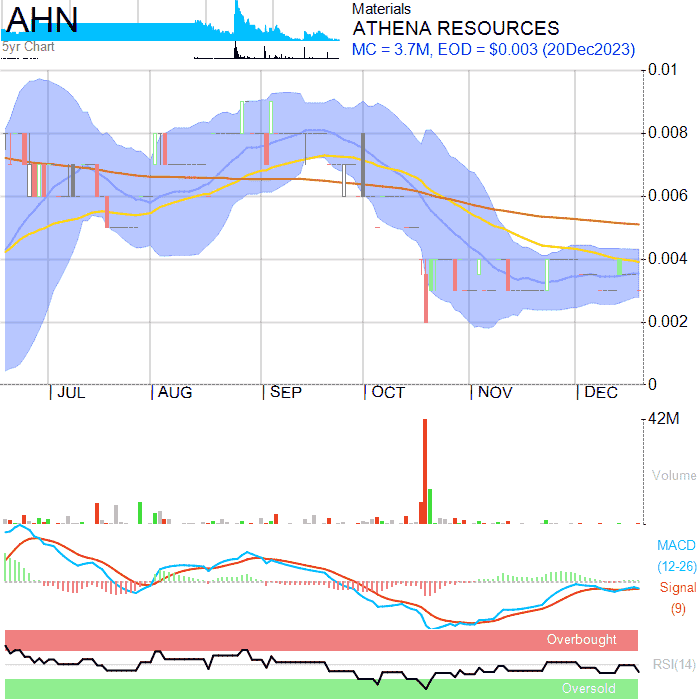 AHN
5yr Chart
Materials
ATHENA RESOURCES
MC = 3.7M, EOD = $0.003 (20Dec2023)
0.01
0.008
0.006
0.004
0.002
0
JUL
AUG
SEP
OCT
NOV
DEC
42M
Volume
MACD
(12-26)
Signal
(9)
Overbought
RSI(14)
Oversold